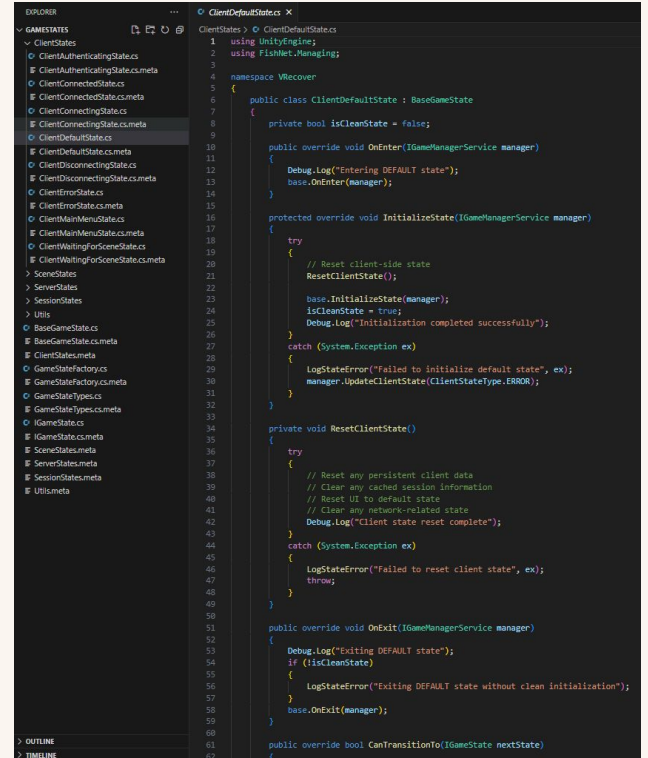 EXPLORER
GAMESTATES
ClientStates
ClientAuthenticatingState.cs
ClientAuthenticatingState.cs.meta
ClientConnectedState.cs
ClientConnectedState.cs.meta
ClientConnectingState.cs
ClientConnectingState.cs.meta
ClientDefaultState.cs
ClientDefaultState.cs.meta
ClientDisconnectingState.cs
ClientDisconnectingState.cs.meta
ClientErrorState.cs
ClientErrorState.cs.meta
ClientMainMenuState.cs
ClientMainMenuState.cs.meta
ClientWaitingForSceneState.cs
ClientWaitingForSceneState.cs.meta
SceneStates
ServerStates
SessionStates
Utils
BaseGameState.cs
BaseGameState.cs.meta
ClientStates.meta
GameStateFactory.cs
GameStateFactory.cs.meta
GameStateTypes.cs
GameStateTypes.cs.meta
IGameState.cs
IGameState.cs.meta
SceneStates.meta
ServerStates.meta
SessionStates.meta
Utils.meta
OUTLINE
TIMELINE
ClientDefaultState.cs
ClientStates > ClientDefaultState.cs
1 using UnityEngine;
2 using FishNet.Managing;
3
4 namespace VRecover
5 {
6 public class ClientDefaultState : BaseGameState
7 {
8 private bool isCleanState = false;
9
10 public override void OnEnter(IGameManagerService manager)
11 {
12 Debug.Log("Entering DEFAULT state");
13 base.OnEnter(manager);
14 }
15
16 protected override void InitializeState(IGameManagerService manager)
17 {
18 try
19 {
20 // Reset client-side state
21 ResetClientState();
22
23 base.InitializeState(manager);
24 isCleanState = true;
25 Debug.Log("Initialization completed successfully");
26 }
27 catch (System.Exception ex)
28 {
29 LogStateError("Failed to initialize default state", ex);
30 manager.UpdateClientState(ClientStateType.ERROR);
31 }
32 }
33
34 private void ResetClientState()
35 {
36 try
37 {
38 // Reset any persistent client data
39 // Clear any cached session information
40 // Reset UI to default state
41 // Clear any network-related state
42 Debug.Log("Client state reset complete");
43 }
44 catch (System.Exception ex)
45 {
46 LogStateError("Failed to reset client state", ex);
47 throw;
48 }
49 }
50
51 public override void OnExit(IGameManagerService manager)
52 {
53 Debug.Log("Exiting DEFAULT state");
54 if (!isCleanState)
55 {
56 LogStateError("Exiting DEFAULT state without clean initialization");
57 }
58 base.OnExit(manager);
59 }
60
61 public override bool CanTransitionTo(IGameState nextState)
62 {